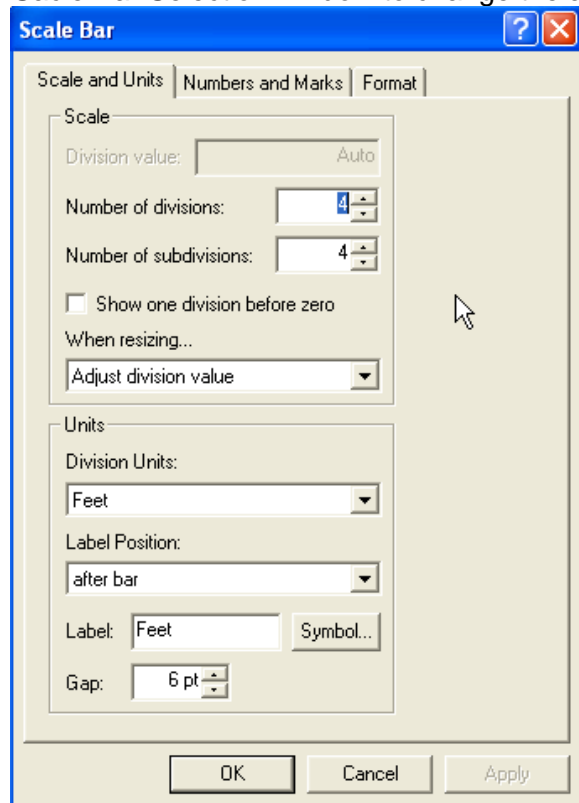 Scale Bar
Scale and Units Numbers and Marks Format
Scale
Division value: Auto
Number of divisions: 4
Number of subdivisions: 4
Show one division before zero
When resizing...
Adjust division value
Units
Division Units:
Feet
Label Position:
after bar
Label: Feet Symbol...
Gap: 6 pt
OK Cancel Apply